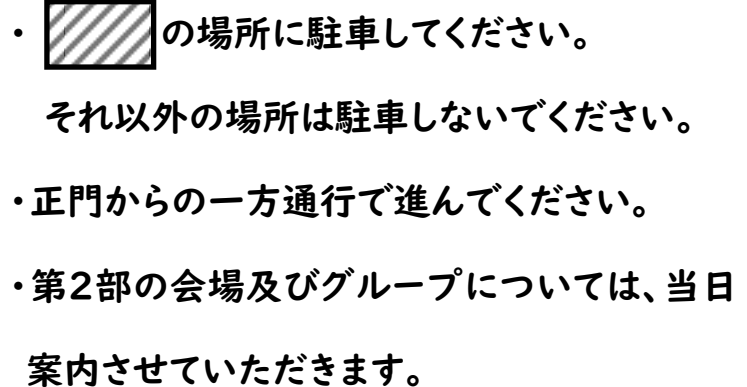 ・ の場所に駐車してください。
それ以外の場所は駐車しないでください。
・正門からの一方通行で進んでください。
・第2部の会場及びグループについては、当日
案内させていただきます。